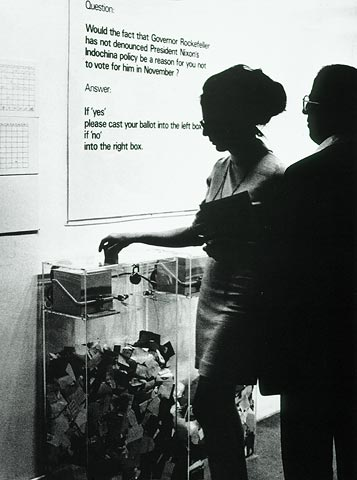 Question:
Would the fact that Governor Rockefeller
has not denounced President Nixon's
Indochina policy be a reason for you not
to vote for him in November ?
Answer:
If 'yes'
please cast your ballot into the left box
if 'no'
into the right box.